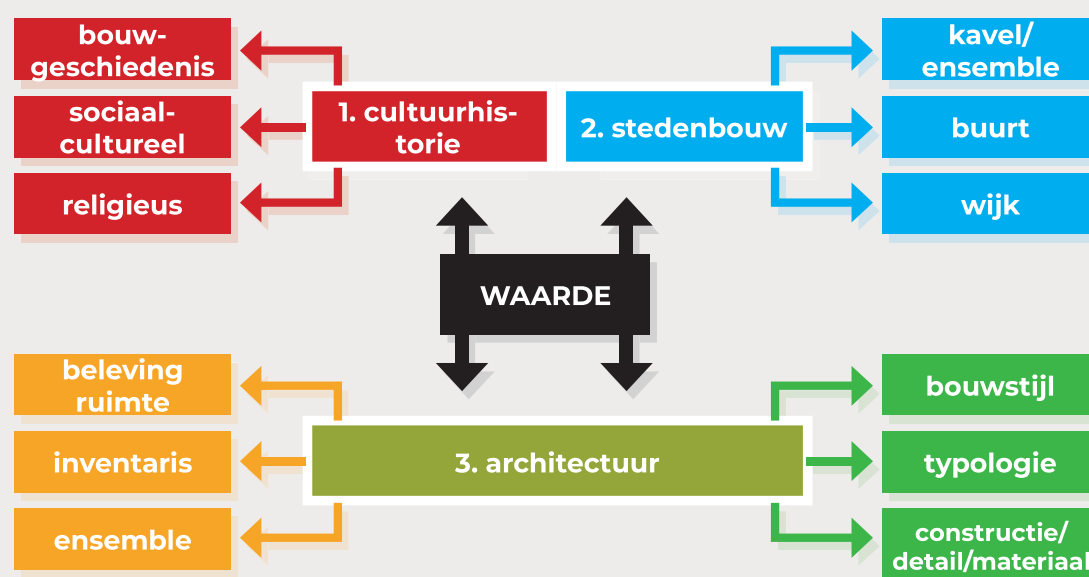 bouw-
geschiedenis
sociaal-
cultureel
religieus
1. cultuurhis-
torie
2. stedenbouw
kavel/
ensemble
buurt
wijk
WAARDE
beleving
ruimte
inventaris
ensemble
3. architectuur
bouwstijl
typologie
constructie/
detail/materiaal